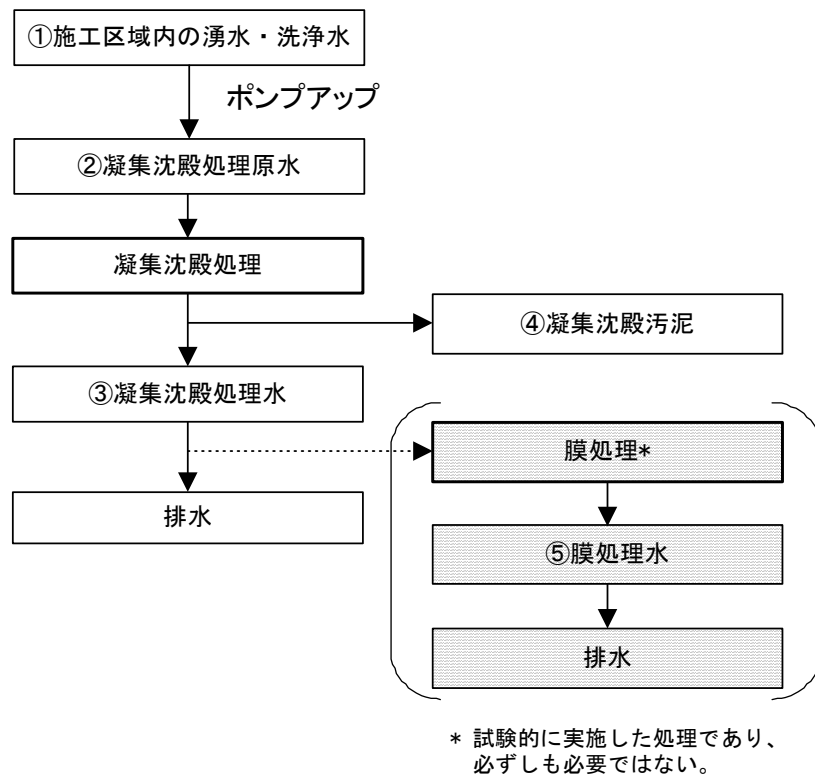 ①施工区域内の湧水・洗浄水
ポンプアップ
②凝集沈殿処理原水
凝集沈殿処理
④凝集沈殿汚泥
③凝集沈殿処理水
膜処理*
排水
⑤膜処理水
排水
* 試験的に実施した処理であり、
必ずしも必要ではない。